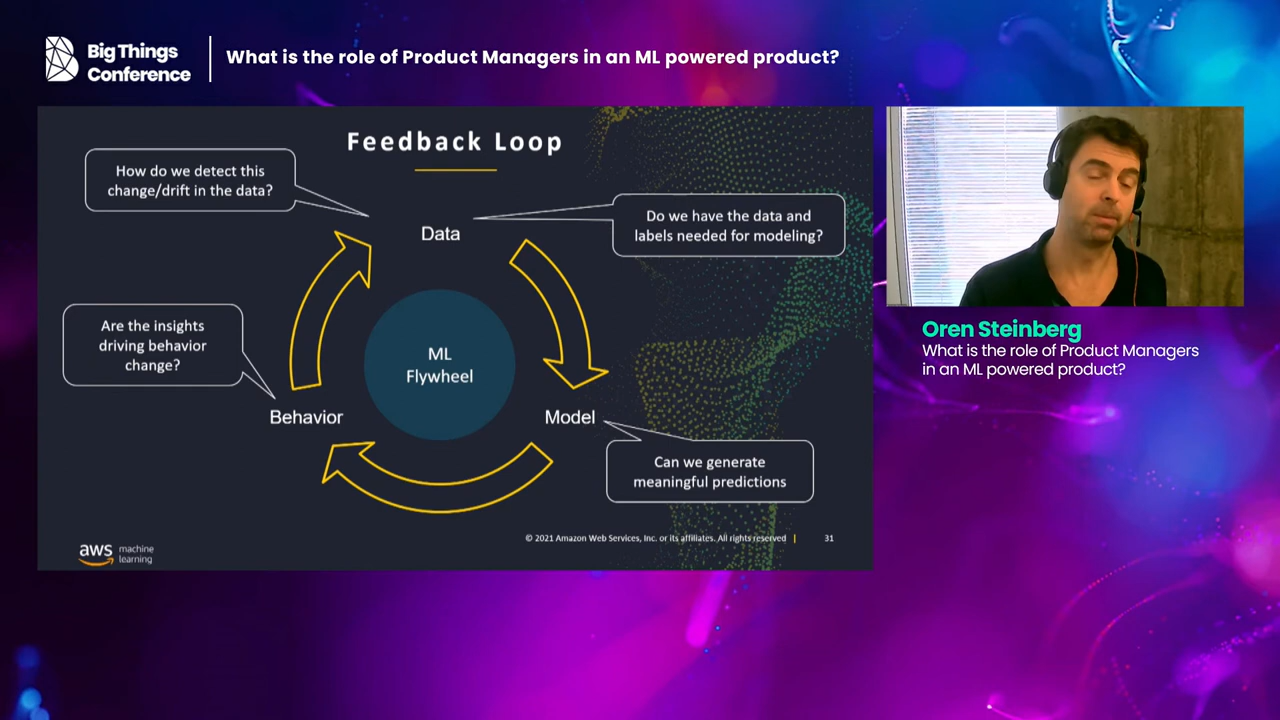 Big Things
Conference
What is the role of Product Managers in an ML powered product?
Feedback Loop
How do we detect this
change/drift in the data?
Do we have the data and
labels needed for modeling?
Data
Are the insights
driving behavior
change?
ML
Flywheel
Behavior
Model
Can we generate
meaningful predictions
© 2021 Amazon Web Services, Inc. or its affiliates. All rights reserved |
31
aws machine
learning
Oren Steinberg
What is the role of Product Managers
in an ML powered product?